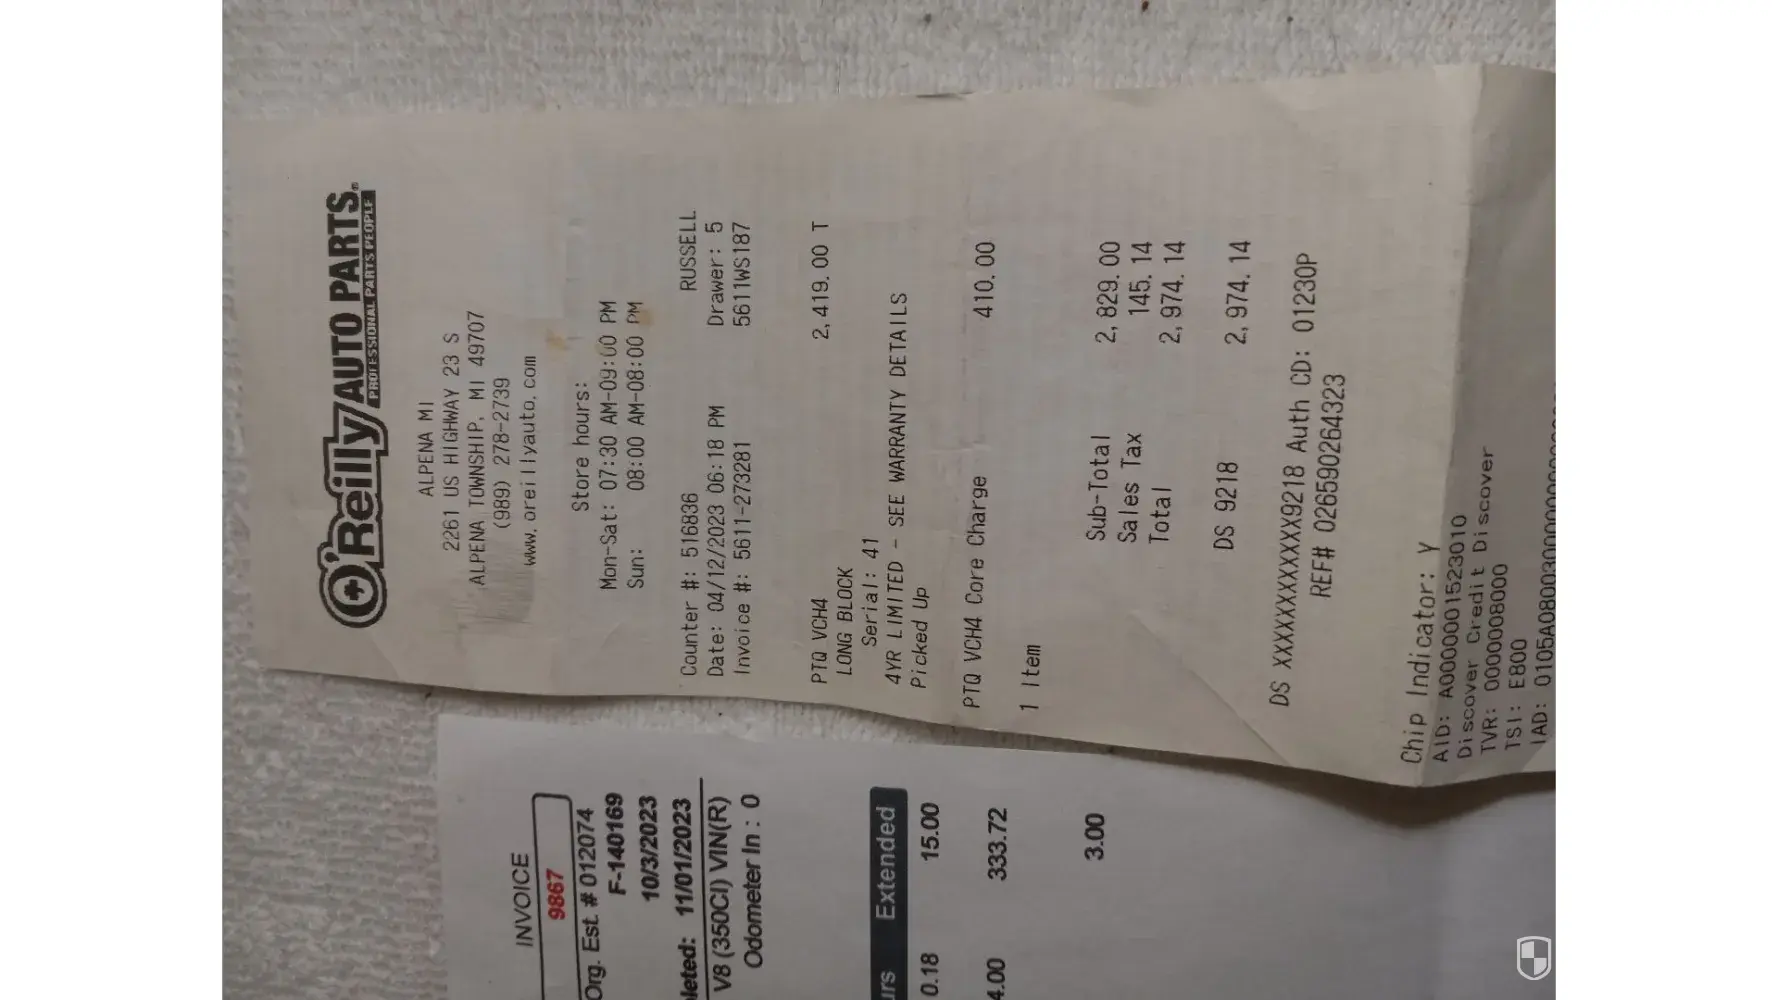 O'Reilly AUTO PARTS
PROFESSIONAL PARTS PEOPLE
ALPENA MI
2261 US HIGHWAY 23 S
ALPENA TOWNSHIP, MI 49707
(989) 278-2739
www.oreillyauto.com
Store hours:
Mon-Sat: 07:30 AM-09:00 PM
Sun: 08:00 AM-08:00 PM
Counter #: 516836 RUSSELL
Date: 04/12/2023 06:18 PM Drawer: 5
Invoice #: 5611-273281 5611WS187
PTQ VCH4 2,419.00 T
LONG BLOCK
Serial: 41
4YR LIMITED - SEE WARRANTY DETAILS
Picked Up
PTQ VCH4 Core Charge 410.00
1 Item
Sub-Total 2,829.00
Sales Tax 145.14
Total 2,974.14
DS 9218 2,974.14
DS XXXXXXXXXXXX9218 Auth CD: 01230P
REF# 026590264323
Chip Indicator: Y
AID: A0000001523010
Discover Credit Discover
TVR: 0000008000
TSI: E800
INVOICE
9867
Org. Est. # 012074
F-140169
10/3/2023
leted: 11/01/2023
V8 (350CI) VIN(R)
Odometer In : 0
urs Extended
0.18 15.00
4.00 333.72
3.00